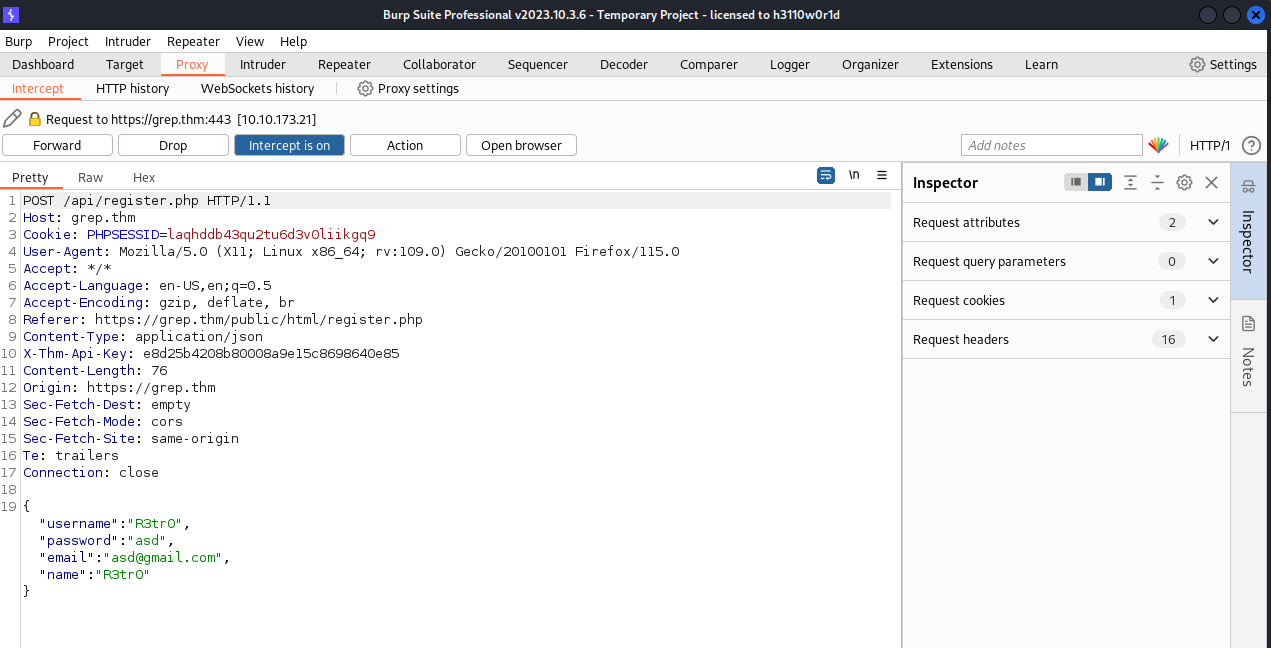 Burp Suite Professional v2023.10.3.6 - Temporary Project - licensed to h3110w0r1d
Burp Project Intruder Repeater View Help
Dashboard Target Proxy Intruder Repeater Collaborator Sequencer Decoder Comparer Logger Organizer Extensions Learn Settings
Intercept HTTP history WebSockets history Proxy settings
Request to https://grep.thm:443 [10.10.173.21]
Forward Drop Intercept is on Action Open browser Add notes HTTP/1 ?
Pretty Raw Hex \n
Inspector
1 POST /api/register.php HTTP/1.1
2 Host: grep.thm
3 Cookie: PHPSESSID=laqhddb43qu2tu6d3v0liikgq9
4 User-Agent: Mozilla/5.0 (X11; Linux x86_64; rv:109.0) Gecko/20100101 Firefox/115.0
5 Accept: */*
6 Accept-Language: en-US,en;q=0.5
7 Accept-Encoding: gzip, deflate, br
8 Referer: https://grep.thm/public/html/register.php
9 Content-Type: application/json
10 X-Thm-Api-Key: e8d25b4208b80008a9e15c8698640e85
11 Content-Length: 76
12 Origin: https://grep.thm
13 Sec-Fetch-Dest: empty
14 Sec-Fetch-Mode: cors
15 Sec-Fetch-Site: same-origin
16 Te: trailers
17 Connection: close
18
19 {
"username":"R3tr0",
"password":"asd",
"email":"asd@gmail.com",
"name":"R3tr0"
}
Request attributes 2
Request query parameters 0
Request cookies 1
Request headers 16
Inspector
Notes